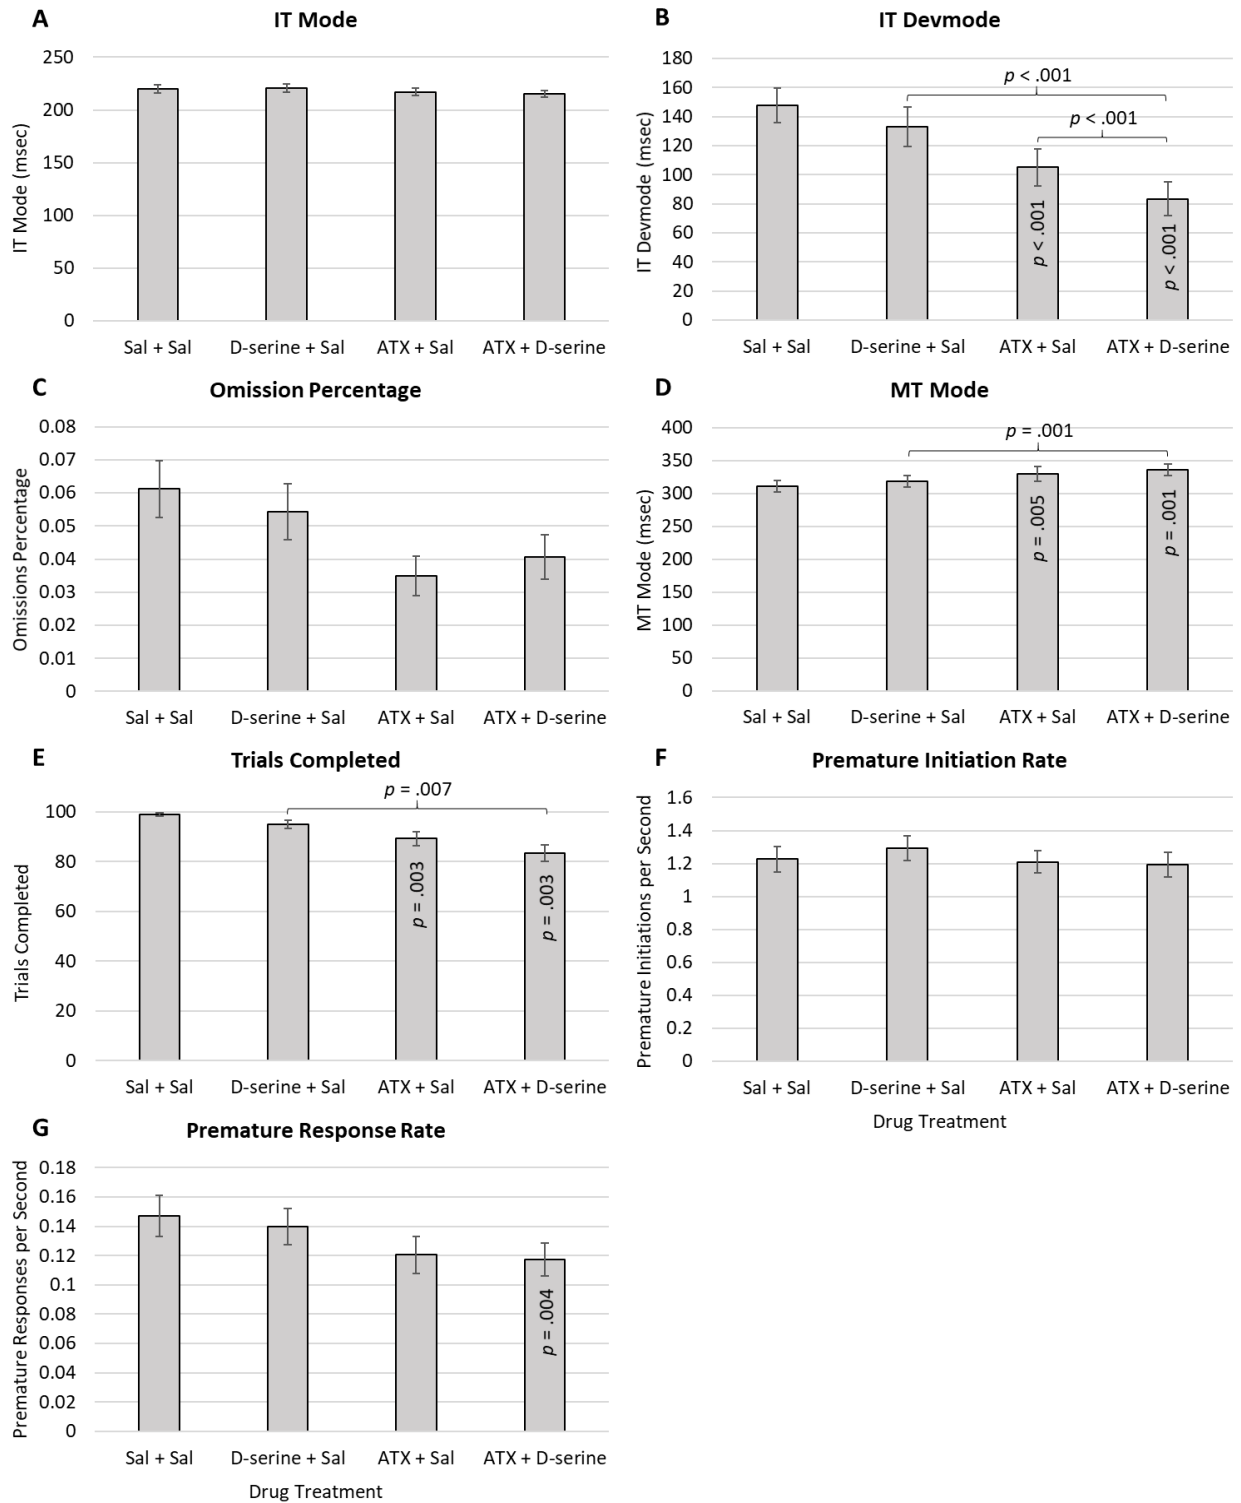 A
IT Mode
IT Mode (msec)
250
200
150
100
50
0
Sal + Sal
D-serine + Sal
ATX + Sal
ATX + D-serine
B
IT Devmode
IT Devmode (msec)
180
160
140
120
100
80
60
40
20
0
p < .001
p < .001
p < .001
p < .001
Sal + Sal
D-serine + Sal
ATX + Sal
ATX + D-serine
C
Omission Percentage
Omissions Percentage
0.08
0.07
0.06
0.05
0.04
0.03
0.02
0.01
0
Sal + Sal
D-serine + Sal
ATX + Sal
ATX + D-serine
D
MT Mode
MT Mode (msec)
400
350
300
250
200
150
100
50
0
p = .001
p = .005
p = .001
Sal + Sal
D-serine + Sal
ATX + Sal
ATX + D-serine
E
Trials Completed
Trials Completed
100
80
60
40
20
0
p = .007
p = .003
p = .003
Sal + Sal
D-serine + Sal
ATX + Sal
ATX + D-serine
F
Premature Initiation Rate
Premature Initiations per Second
1.6
1.4
1.2
1
0.8
0.6
0.4
0.2
0
Sal + Sal
D-serine + Sal
ATX + Sal
ATX + D-serine
Drug Treatment
G
Premature Response Rate
Premature Responses per Second
0.18
0.16
0.14
0.12
0.1
0.08
0.06
0.04
0.02
0
p = .004
Sal + Sal
D-serine + Sal
ATX + Sal
ATX + D-serine
Drug Treatment